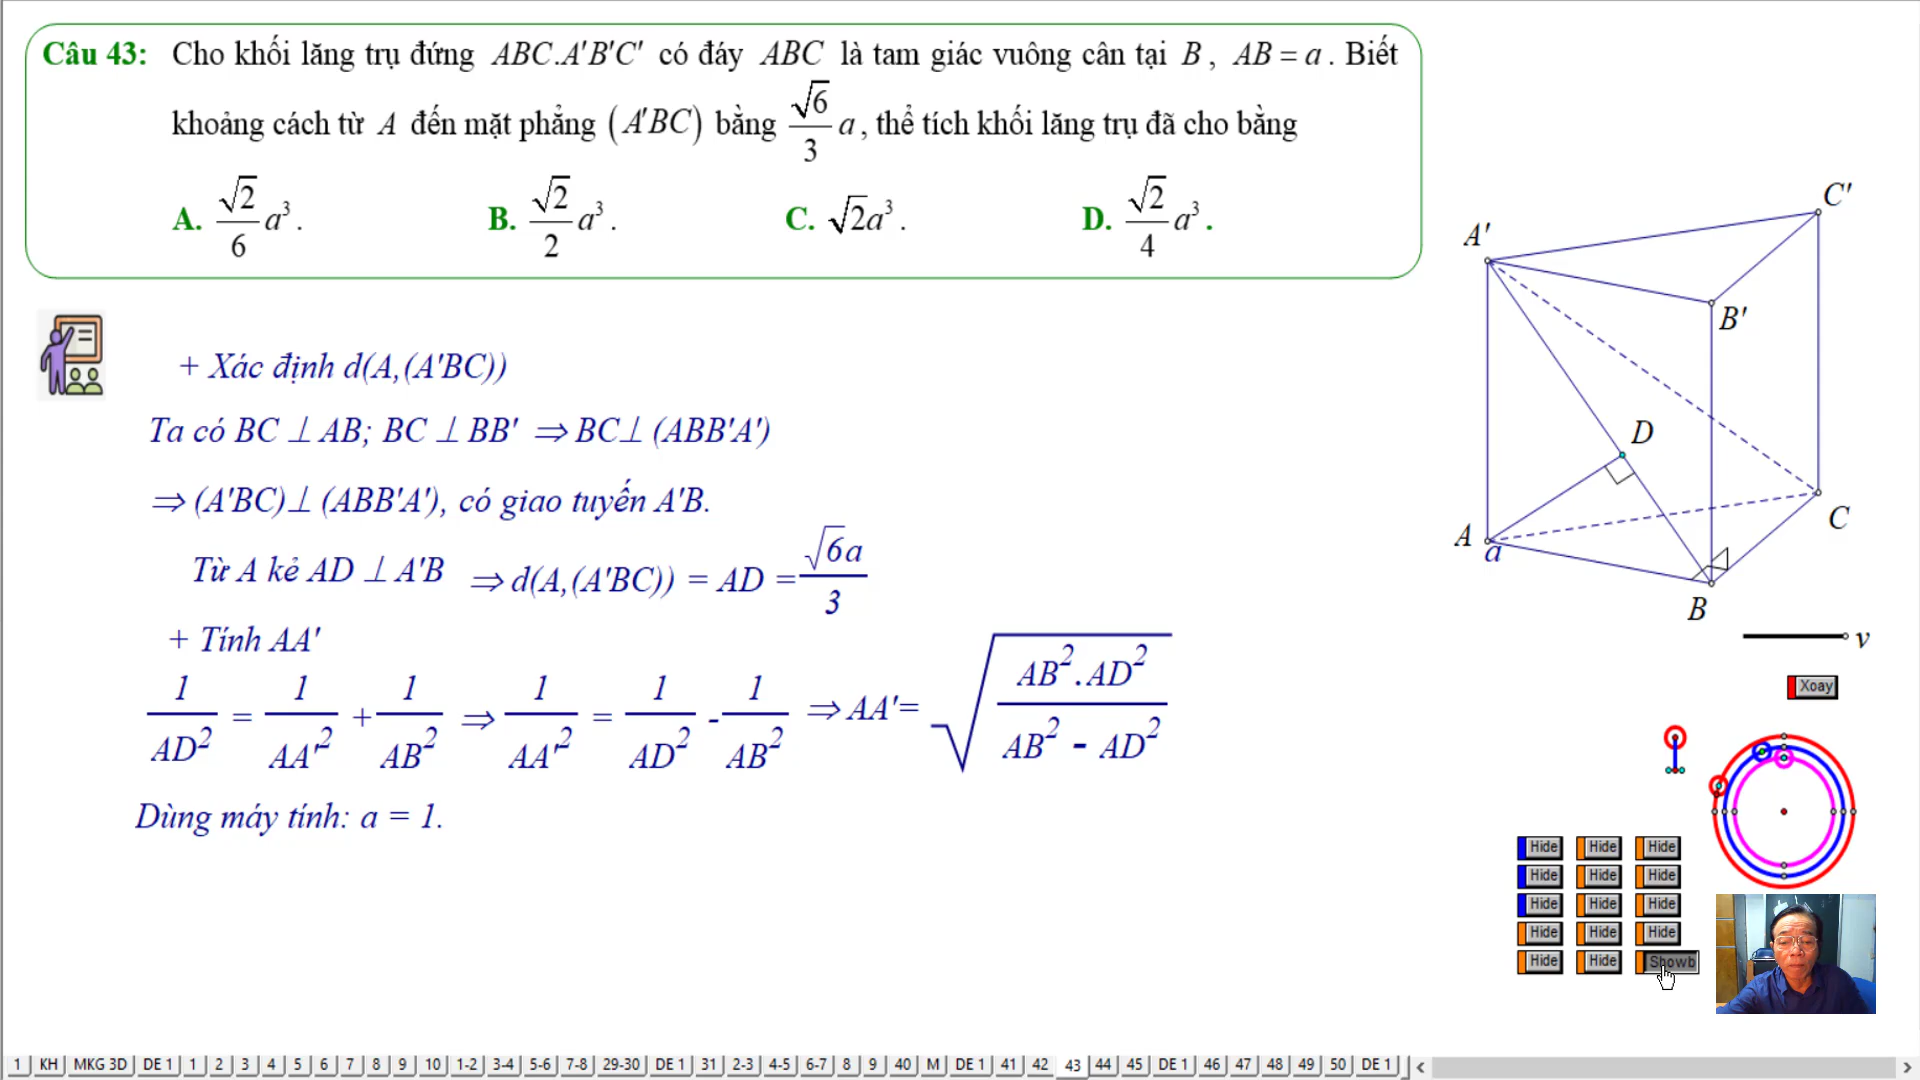 Câu 43: Cho khối lăng trụ đứng ABC.A'B'C' có đáy ABC là tam giác vuông cân tại B, AB = a. Biết
khoảng cách từ A đến mặt phẳng (A'BC) bằng √6/3 a, thể tích khối lăng trụ đã cho bằng
A. √2/6 a³. B. √2/2 a³. C. √2a³. D. √2/4 a³.
+ Xác định d(A,(A'BC))
Ta có BC ⊥ AB; BC ⊥ BB' ⇒ BC⊥ (ABB'A')
⇒ (A'BC)⊥ (ABB'A'), có giao tuyến A'B.
Từ A kẻ AD ⊥ A'B ⇒ d(A,(A'BC)) = AD = √6a/3
+ Tính AA'
1/AD² = 1/AA'² + 1/AB² ⇒ 1/AA'² = 1/AD² - 1/AB² ⇒ AA'= √(AB².AD²/(AB² - AD²))
Dùng máy tính: a = 1.
C'
A'
B'
D
A
a
C
B
v
Xoay
Hide Hide Hide
Hide Hide Hide
Hide Hide Hide
Hide Hide Hide
Hide Hide Showb
1 KH MKG 3D DE 1 1 2 3 4 5 6 7 8 9 10 1-2 3-4 5-6 7-8 29-30 DE 1 31 2-3 4-5 6-7 8 9 40 M DE 1 41 42 43 44 45 DE 1 46 47 48 49 50 DE 1